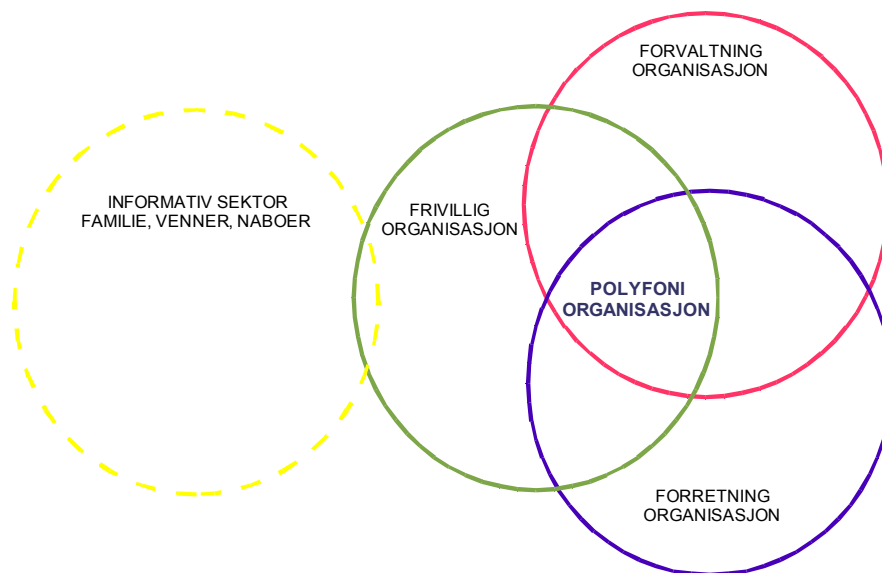 FORVALTNING
ORGANISASJON
INFORMATIV SEKTOR
FAMILIE, VENNER, NABOER
FRIVILLIG
ORGANISASJON
POLYFONI
ORGANISASJON
FORRETNING
ORGANISASJON